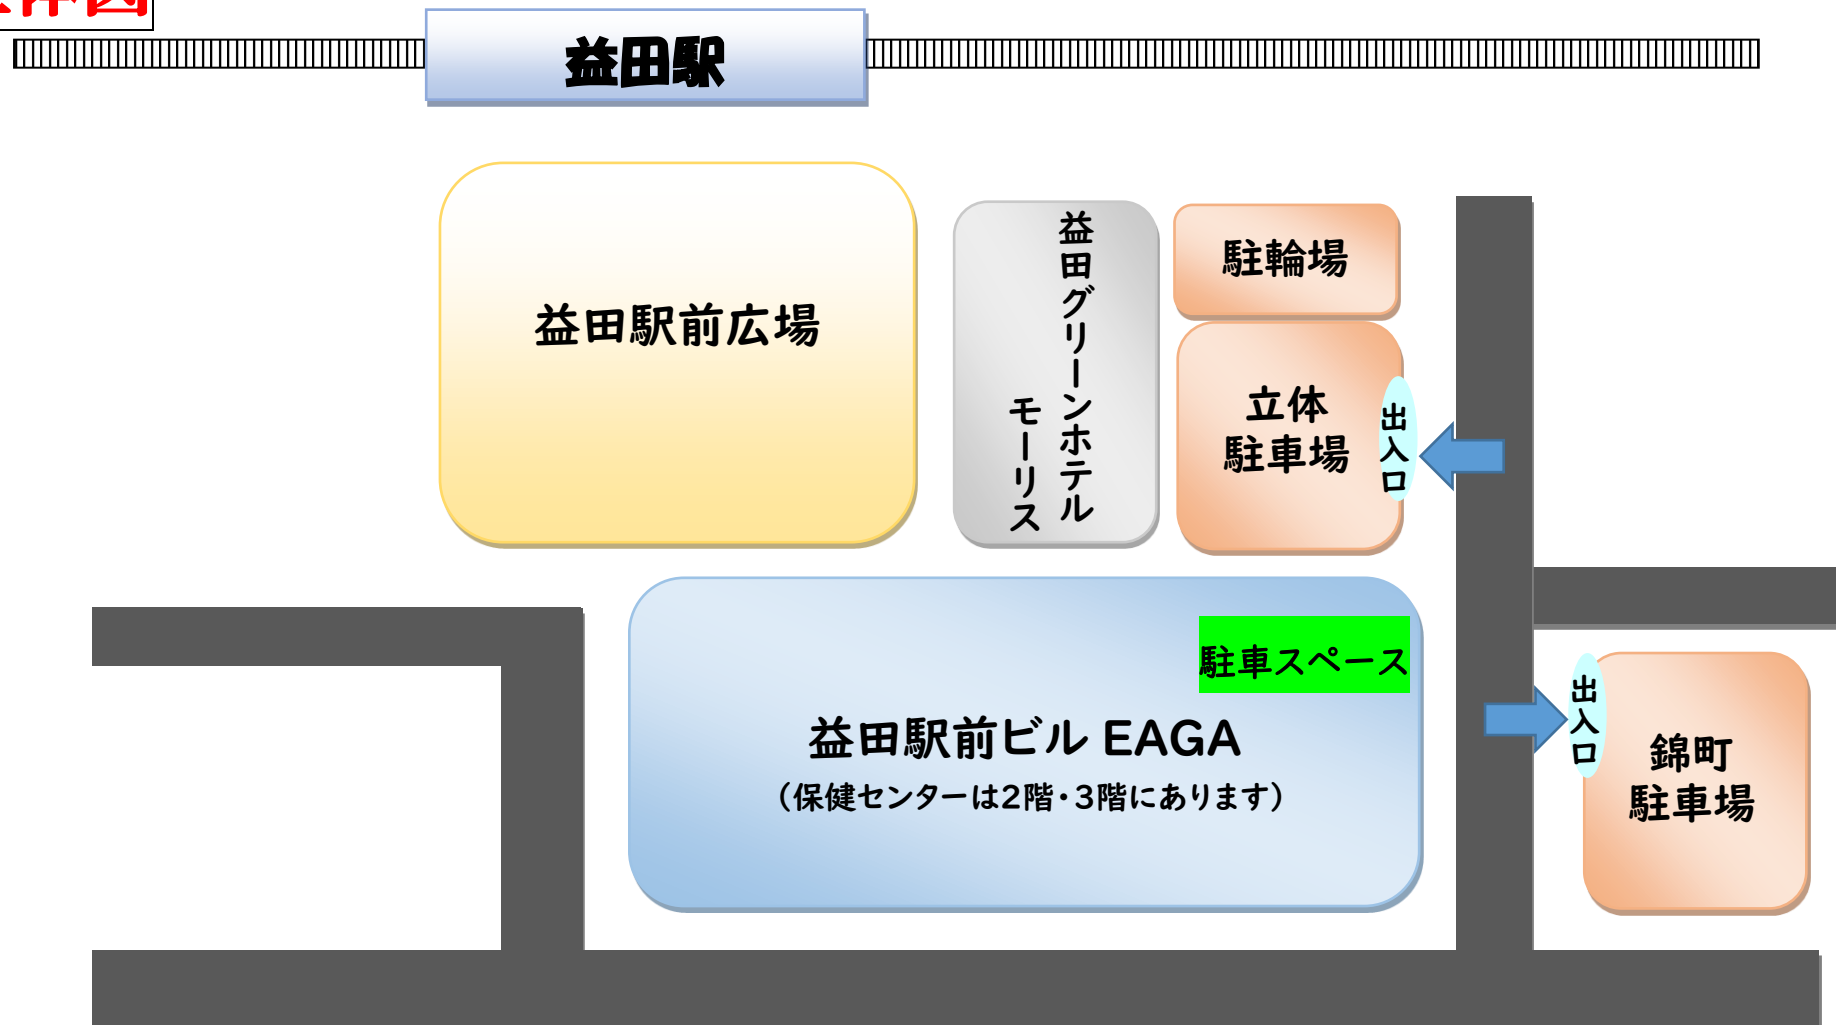 体図
益田駅
益田駅前広場
益田グリーンホテル
モーリス
駐輪場
立体
駐車場
出入口
駐車スペース
益田駅前ビル EAGA
（保健センターは2階・3階にあります）
出入口
錦町
駐車場